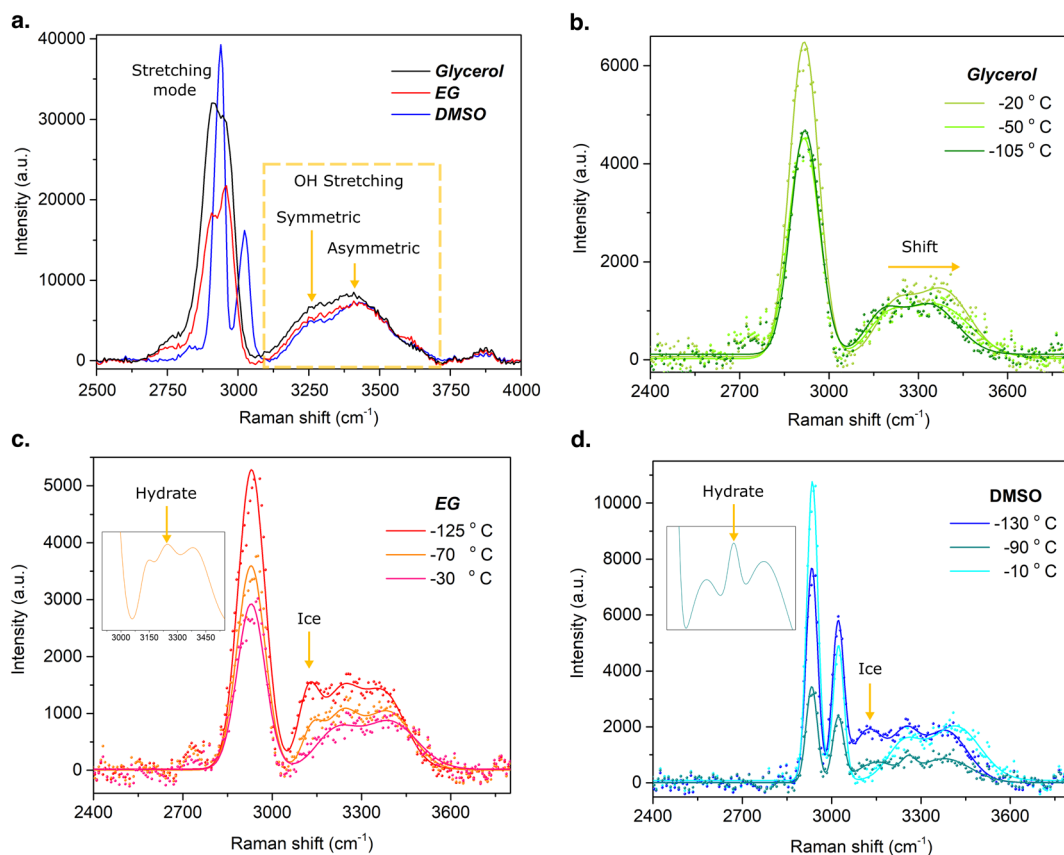 a.
40000
35000
30000
25000
20000
15000
10000
5000
0
Intensity (a.u.)
Stretching
mode
Glycerol
EG
DMSO
OH Stretching
Symmetric
Asymmetric
2500 3000 3500 4000
Raman shift (cm⁻¹)
b.
6000
4000
2000
0
Intensity (a.u.)
Glycerol
-20 ° C
-50 ° C
-105 ° C
Shift
2400 2700 3000 3300 3600
Raman shift (cm⁻¹)
c.
5000
4000
3000
2000
1000
0
Intensity (a.u.)
Hydrate
3000 3150 3300 3450
EG
-125 ° C
-70 ° C
-30 ° C
Ice
2400 2700 3000 3300 3600
Raman shift (cm⁻¹)
d.
10000
8000
6000
4000
2000
0
Intensity (a.u.)
Hydrate
DMSO
-130 ° C
-90 ° C
-10 ° C
Ice
2400 2700 3000 3300 3600
Raman shift (cm⁻¹)